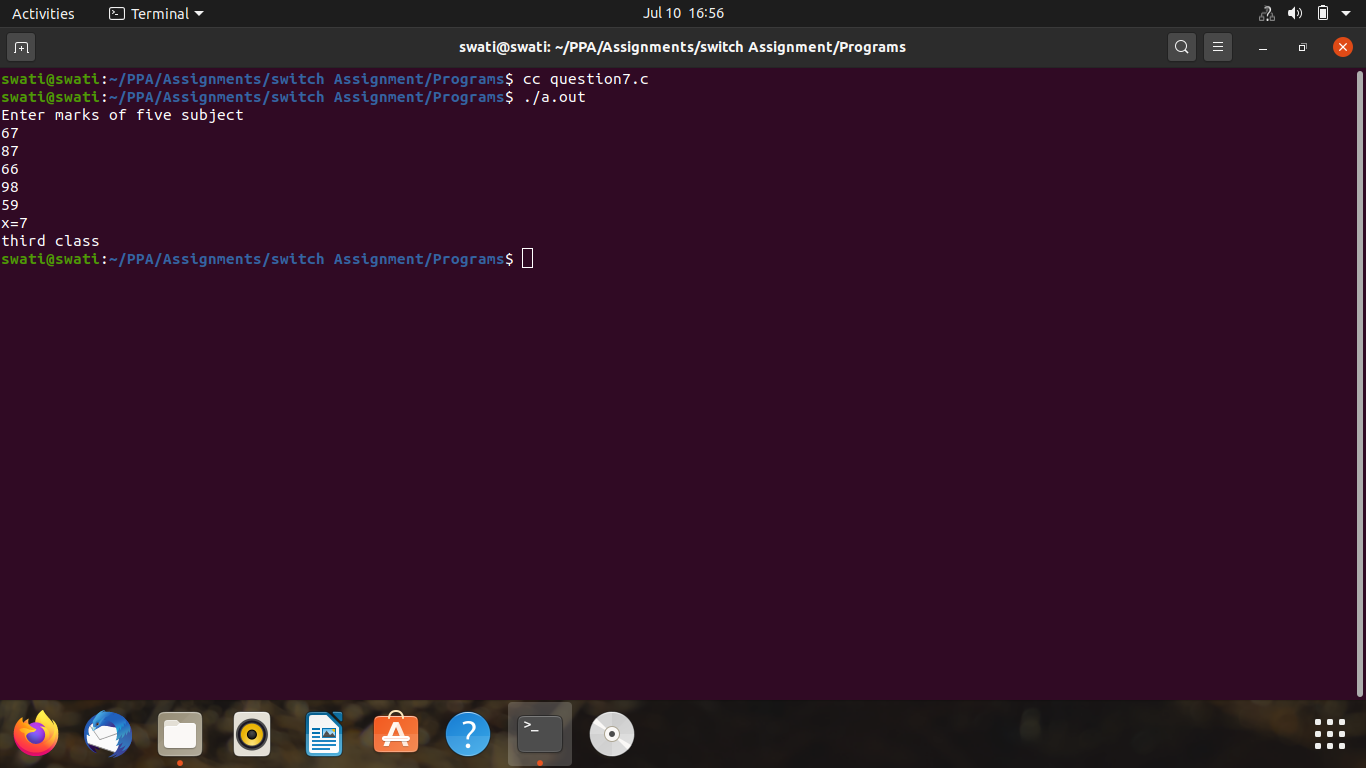 Activities
Terminal
Jul 10 16:56
swati@swati: ~/PPA/Assignments/switch Assignment/Programs
swati@swati:~/PPA/Assignments/switch Assignment/Programs$ cc question7.c
swati@swati:~/PPA/Assignments/switch Assignment/Programs$ ./a.out
Enter marks of five subject
67
87
66
98
59
x=7
third class
swati@swati:~/PPA/Assignments/switch Assignment/Programs$